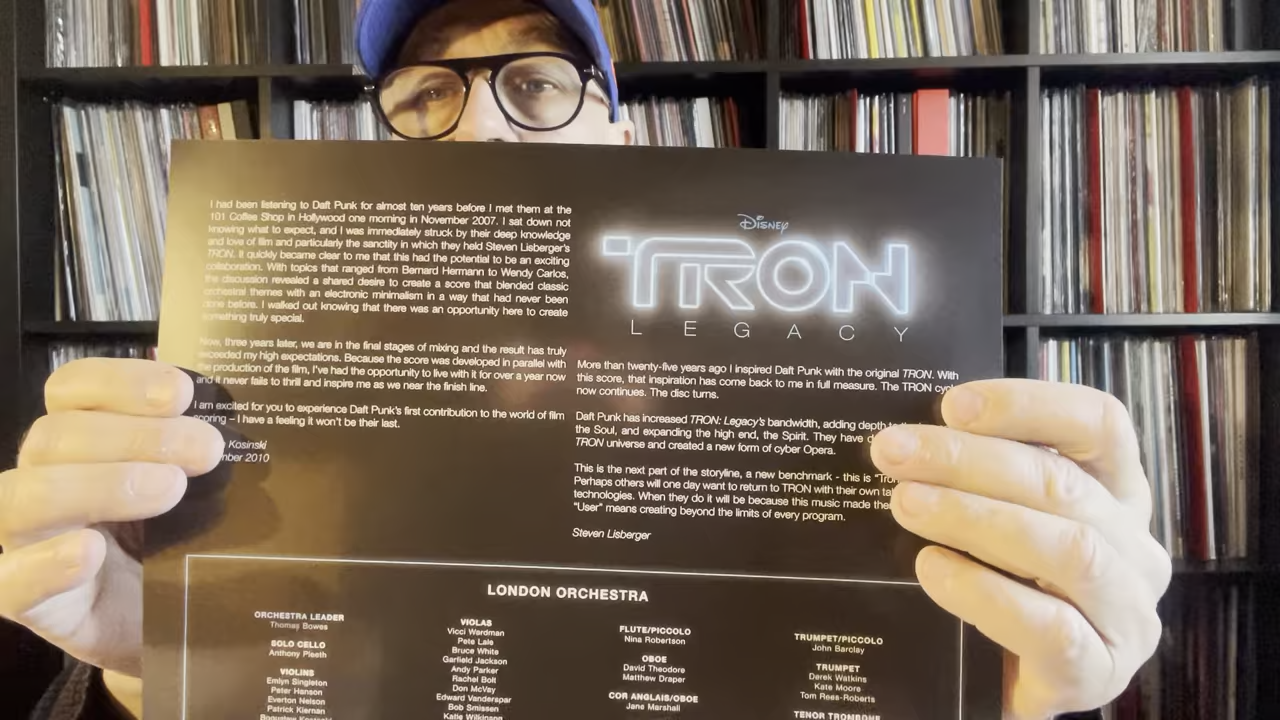 I had been listening to Daft Punk for almost ten years before I met them at the
101 Coffee Shop in Hollywood one morning in November 2007. I sat down not
knowing what to expect, and I was immediately struck by their deep knowledge
and love of film and particularly the sanctity in which they held Steven Lisberger's
TRON. It quickly became clear to me that this had the potential to be an exciting
collaboration. With topics that ranged from Bernard Hermann to Wendy Carlos,
the discussion revealed a shared desire to create a score that blended classic
orchestral themes with an electronic minimalism in a way that had never been
done before. I walked out knowing that there was an opportunity here to create
something truly special.
Now, three years later, we are in the final stages of mixing and the result has truly
exceeded my high expectations. Because the score was developed in parallel with
the production of the film, I've had the opportunity to live with it for over a year now
and it never fails to thrill and inspire me as we near the finish line.
I am excited for you to experience Daft Punk's first contribution to the world of film
scoring – I have a feeling it won't be their last.
Kosinski
2010
Disney
TRON
LEGACY
More than twenty-five years ago I inspired Daft Punk with the original TRON. With
this score, that inspiration has come back to me in full measure. The TRON
now continues. The disc turns.
Daft Punk has increased TRON: Legacy's bandwidth, adding depth
the Soul, and expanding the high end, the Spirit. They have
TRON universe and created a new form of cyber Opera.
This is the next part of the storyline, a new benchmark - this is
Perhaps others will one day want to return to TRON with their own
technologies. When they do it will be because this music made
"User" means creating beyond the limits of every program.
Steven Lisberger
LONDON ORCHESTRA
ORCHESTRA LEADER
Thomas Bowes
SOLO CELLO
Anthony Pleeth
VIOLINS
Emlyn Singleton
Peter Hanson
Everton Nelson
Patrick Kiernan
VIOLAS
Vicci Wardman
Pete Lale
Bruce White
Garfield Jackson
Andy Parker
Rachel Bolt
Don McVay
Edward Vanderspar
Bob Smissen
Katie Wilkinson
FLUTE/PICCOLO
Nina Robertson
OBOE
David Theodore
Matthew Draper
COR ANGLAIS/OBOE
Jane Marshall
TRUMPET/PICCOLO
John Barclay
TRUMPET
Derek Watkins
Kate Moore
Tom Rees-Roberts
TENOR TROMBONE